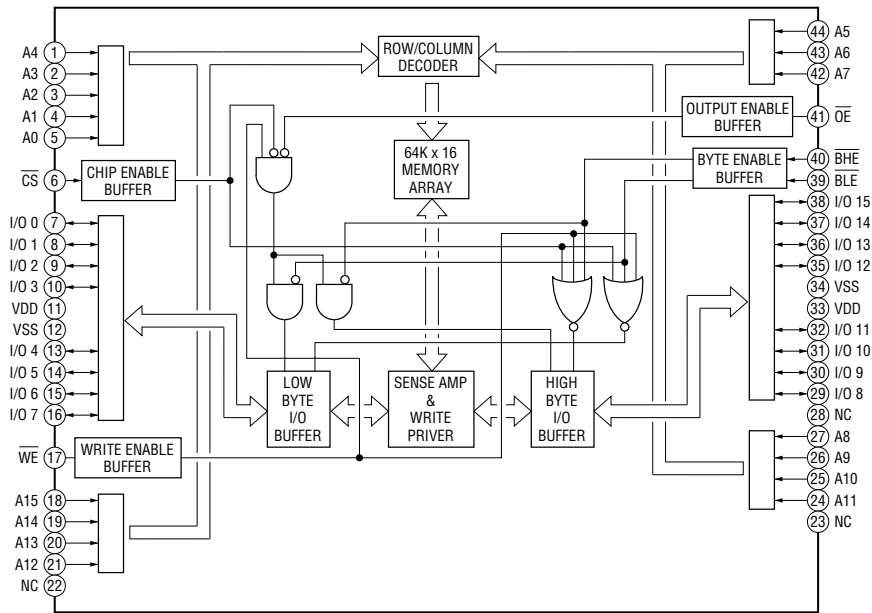 A4 1
A3 2
A2 3
A1 4
A0 5
CS 6
I/O 0 7
I/O 1 8
I/O 2 9
I/O 3 10
VDD 11
VSS 12
I/O 4 13
I/O 5 14
I/O 6 15
I/O 7 16
WE 17
A15 18
A14 19
A13 20
A12 21
NC 22
CHIP ENABLE
BUFFER
WRITE ENABLE
BUFFER
ROW/COLUMN
DECODER
64K x 16
MEMORY
ARRAY
LOW
BYTE
I/O
BUFFER
SENSE AMP
&
WRITE
PRIVER
HIGH
BYTE
I/O
BUFFER
OUTPUT ENABLE
BUFFER
BYTE ENABLE
BUFFER
44 A5
43 A6
42 A7
41 OE
40 BHE
39 BLE
38 I/O 15
37 I/O 14
36 I/O 13
35 I/O 12
34 VSS
33 VDD
32 I/O 11
31 I/O 10
30 I/O 9
29 I/O 8
28 NC
27 A8
26 A9
25 A10
24 A11
23 NC